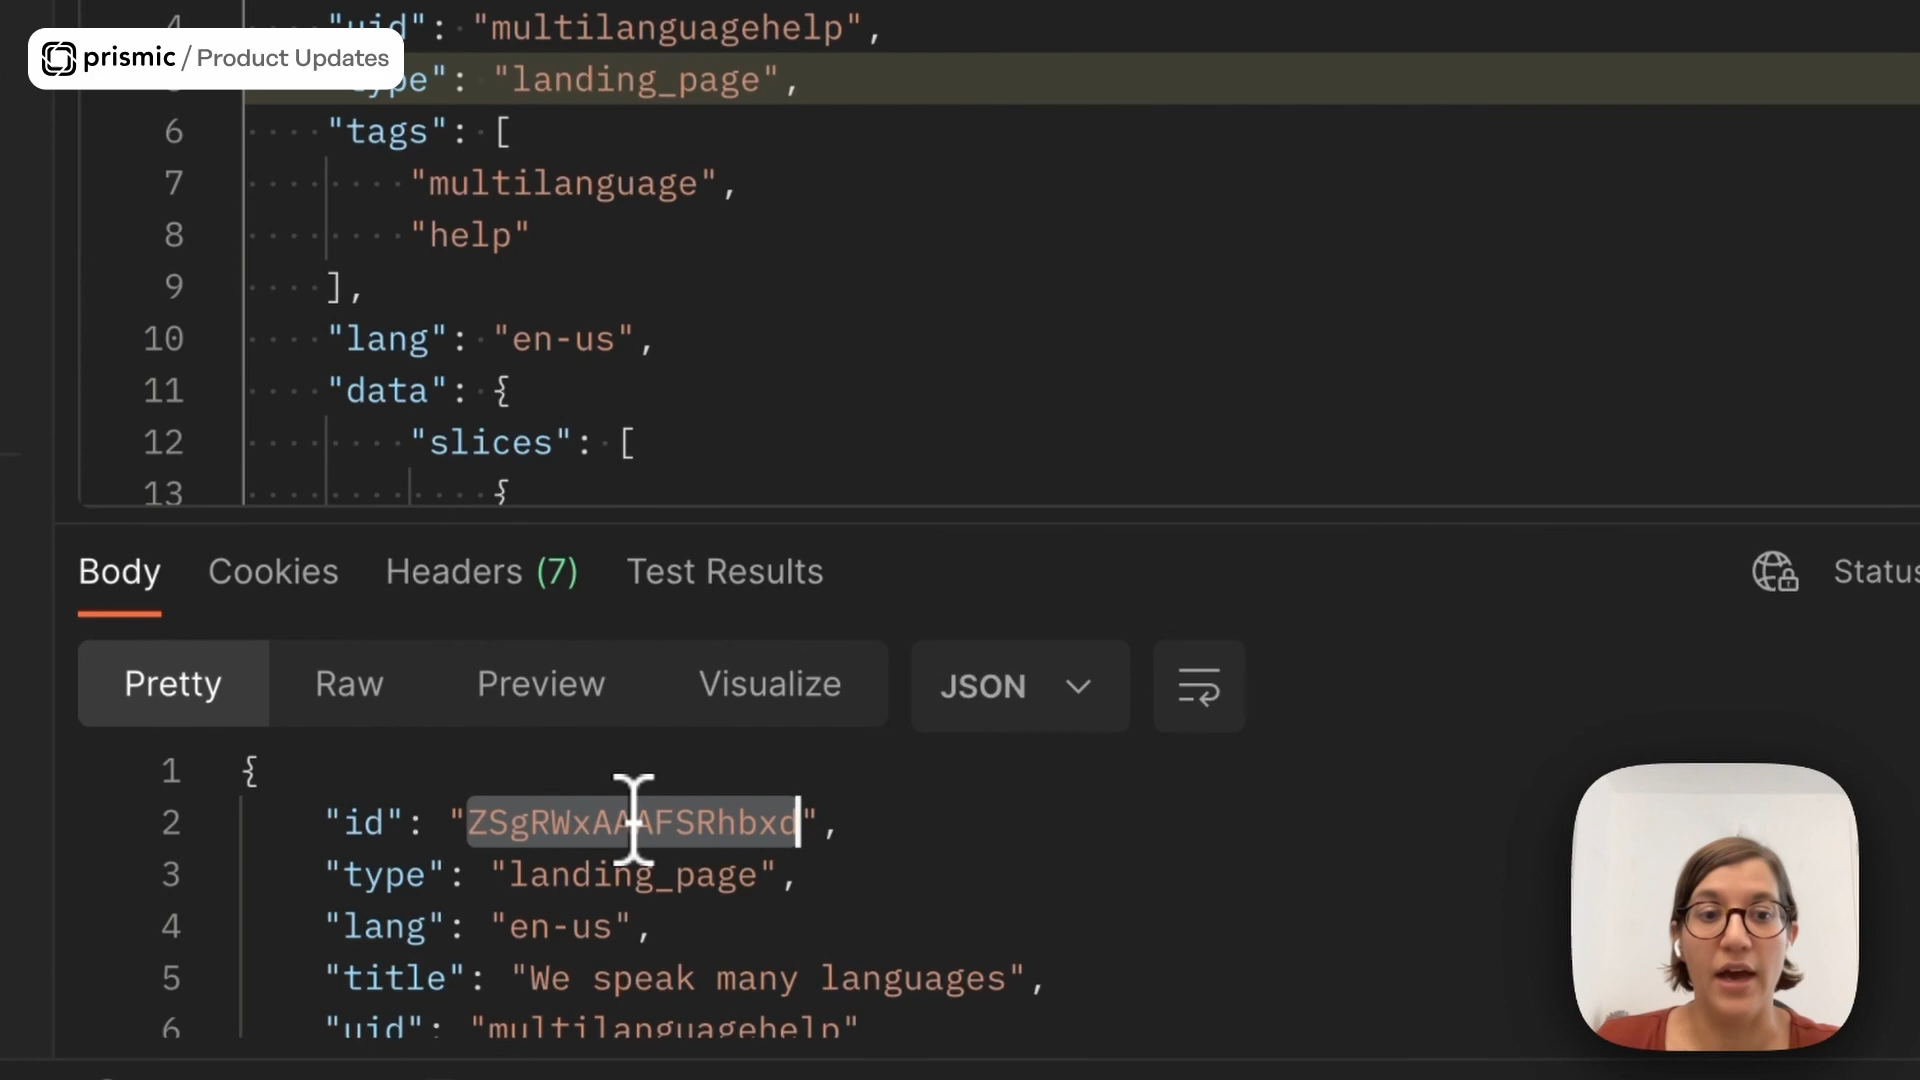 prismic / Product Updates
4 "uid": "multilanguagehelp",
type": "landing_page",
6 "tags": [
7 "multilanguage",
8 "help"
9 ],
10 "lang": "en-us",
11 "data": {
12 "slices": [
13 {
Body Cookies Headers (7) Test Results Status
Pretty Raw Preview Visualize JSON
1 {
2 "id": "ZSgRWxAAAFSRhbxd",
3 "type": "landing_page",
4 "lang": "en-us",
5 "title": "We speak many languages",
6 "uid": "multilanguagehelp"